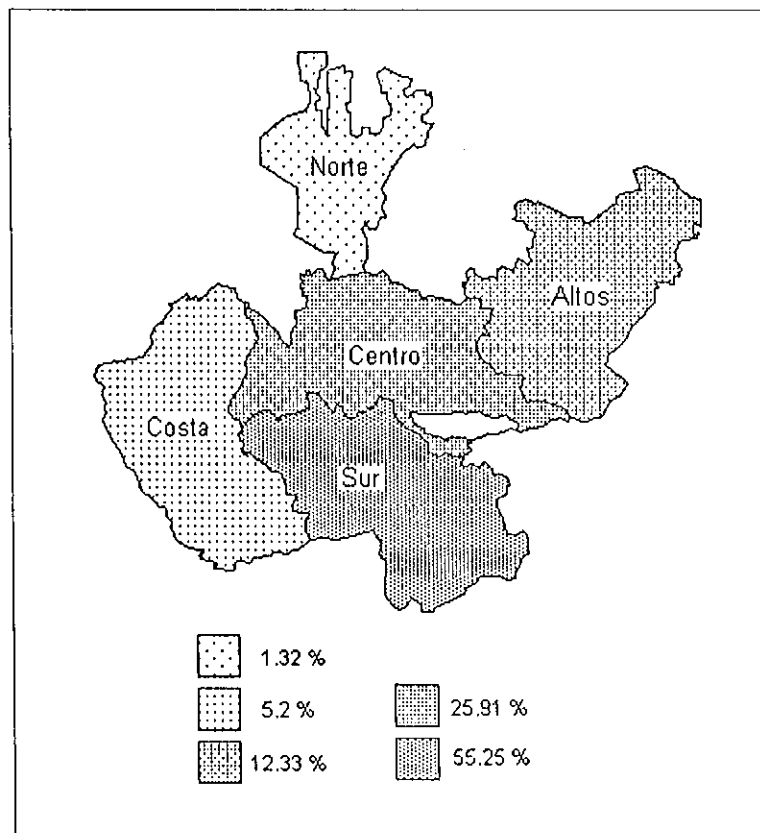 Norte
Altos
Centro
Costa
Sur
1.32 %
5.2 %
25.91 %
12.33 %
55.25 %